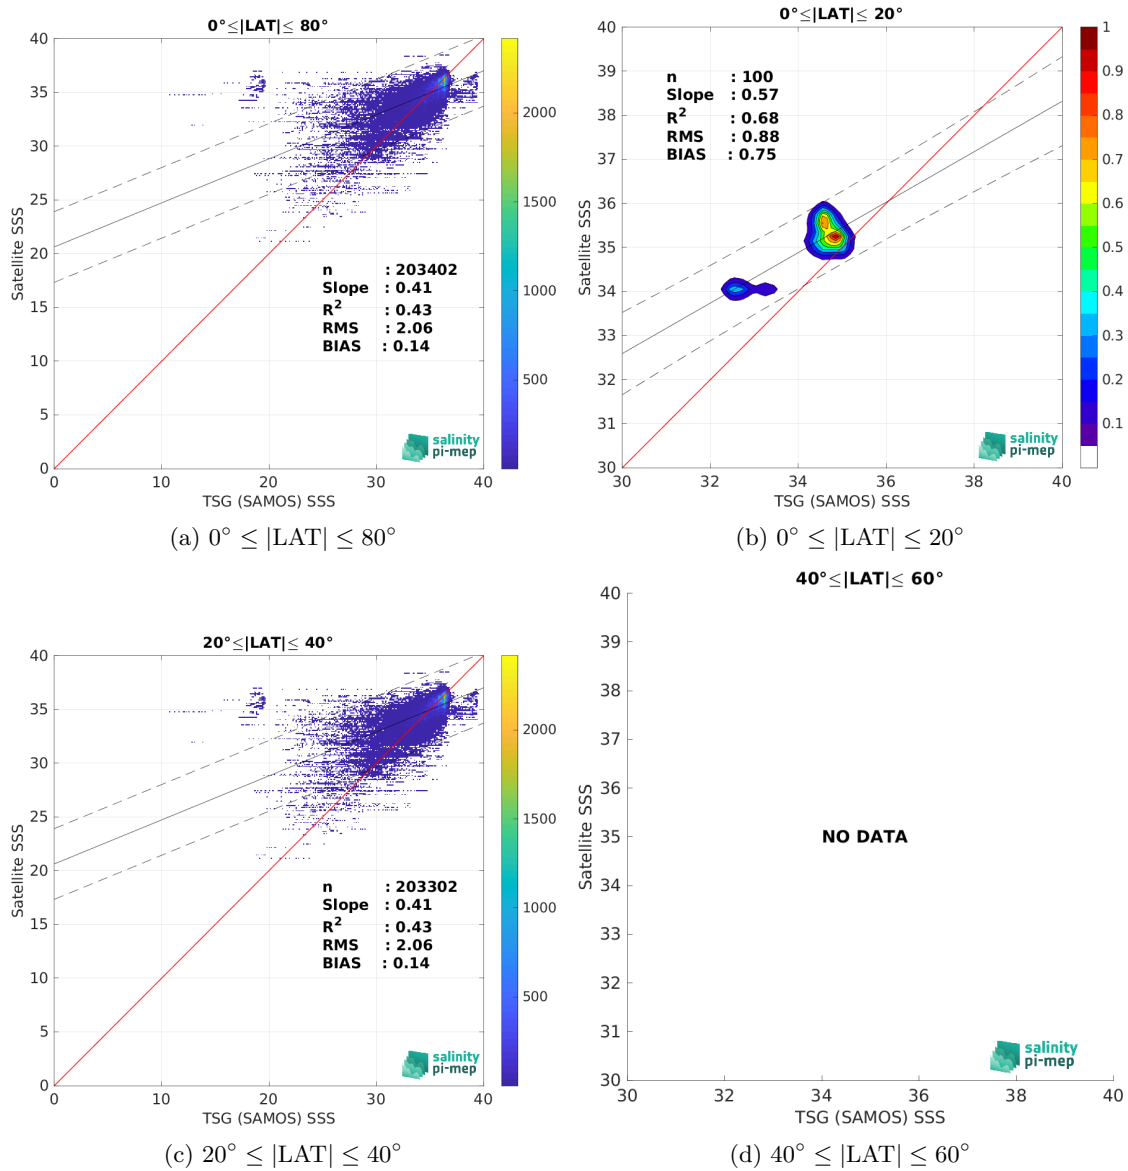 0°≤|LAT|≤ 80°
40
35
30
25
20
15
10
5
0
0
10
20
30
40
Satellite SSS
TSG (SAMOS) SSS
n : 203402
Slope : 0.41
R² : 0.43
RMS : 2.06
BIAS : 0.14
2000
1500
1000
500
salinity
pi-mep
(a) 0° ≤ |LAT| ≤ 80°
0°≤|LAT|≤ 20°
40
39
38
37
36
35
34
33
32
31
30
30
32
34
36
38
40
Satellite SSS
TSG (SAMOS) SSS
n : 100
Slope : 0.57
R² : 0.68
RMS : 0.88
BIAS : 0.75
1
0.9
0.8
0.7
0.6
0.5
0.4
0.3
0.2
0.1
salinity
pi-mep
(b) 0° ≤ |LAT| ≤ 20°
20°≤|LAT|≤ 40°
40
35
30
25
20
15
10
5
0
0
10
20
30
40
Satellite SSS
TSG (SAMOS) SSS
n : 203302
Slope : 0.41
R² : 0.43
RMS : 2.06
BIAS : 0.14
2000
1500
1000
500
salinity
pi-mep
(c) 20° ≤ |LAT| ≤ 40°
40°≤|LAT|≤ 60°
40
39
38
37
36
35
34
33
32
31
30
30
32
34
36
38
40
Satellite SSS
TSG (SAMOS) SSS
NO DATA
salinity
pi-mep
(d) 40° ≤ |LAT| ≤ 60°